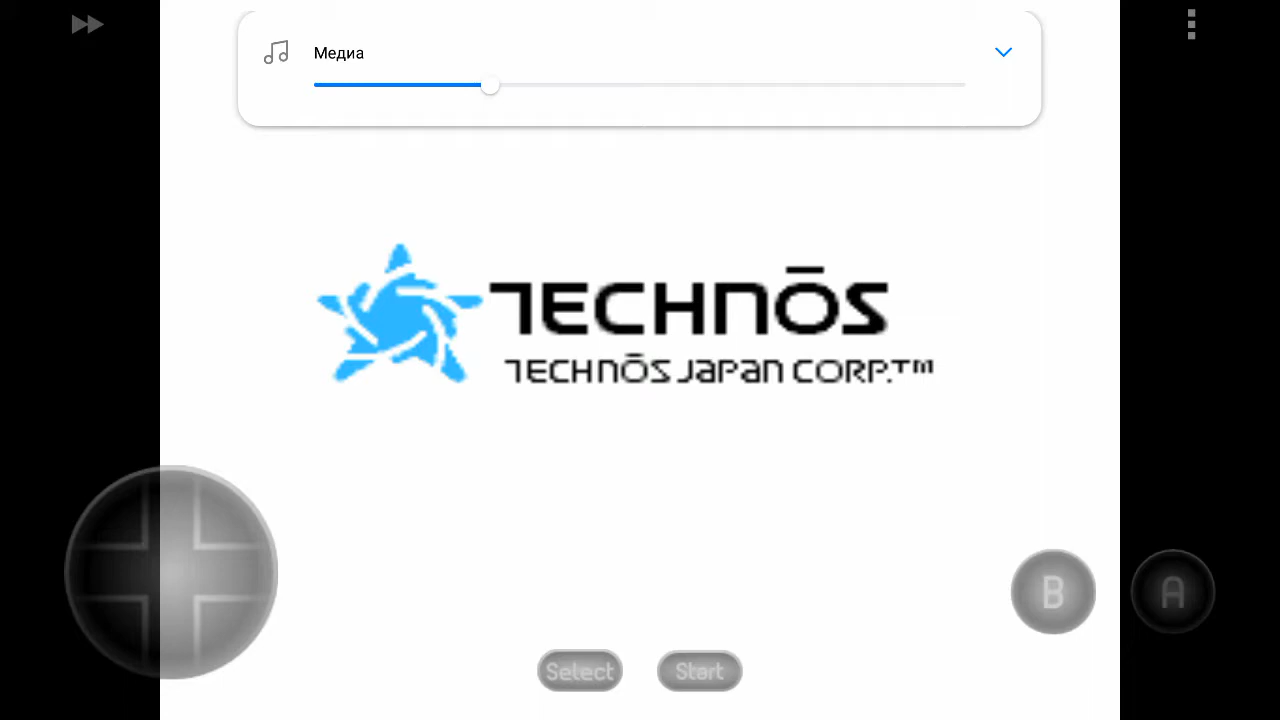 Медиа
TECHNŌS
TECHNŌS JAPAN CORP.™
B
A
Select
Start